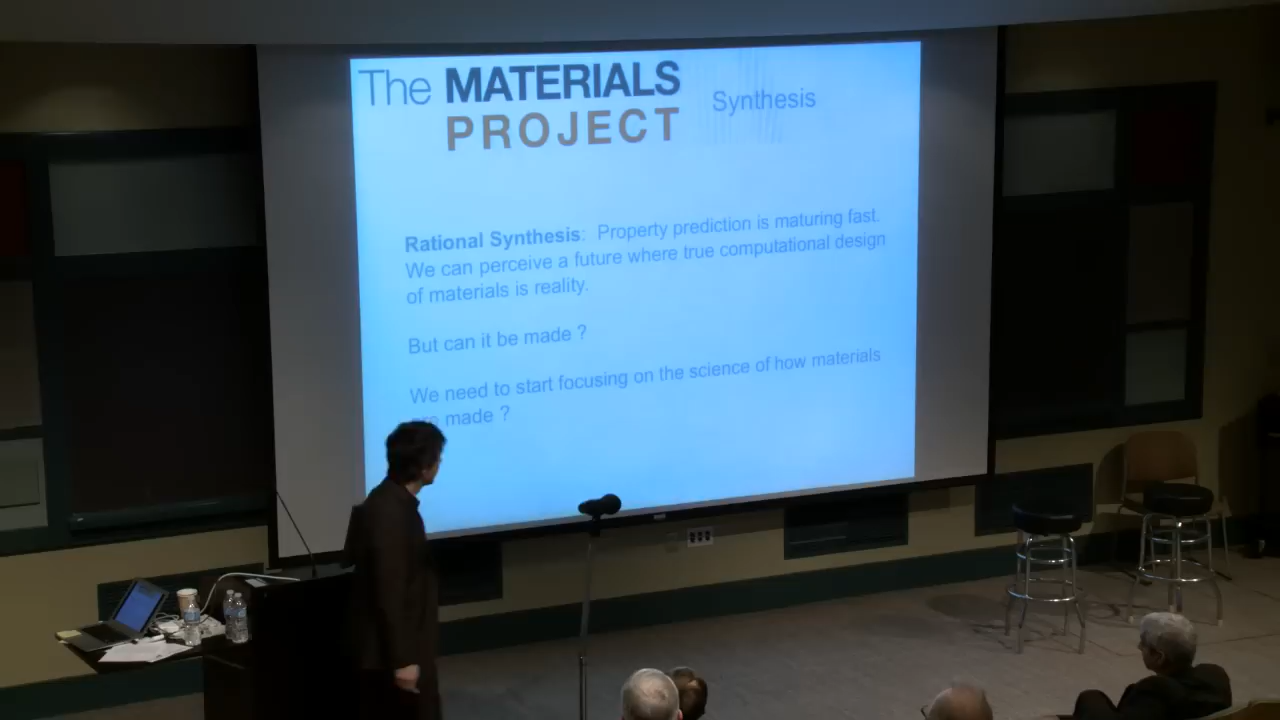 The MATERIALS
PROJECT
Synthesis
Rational Synthesis: Property prediction is maturing fast.
We can perceive a future where true computational design
of materials is reality.
But can it be made ?
We need to start focusing on the science of how materials
are made ?